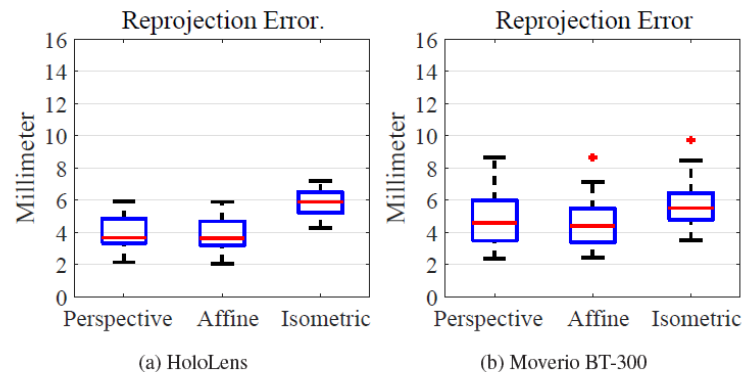 Reprojection Error.
Millimeter
16
14
12
10
8
6
4
2
0
Perspective Affine Isometric
(a) HoloLens
Reprojection Error
Millimeter
16
14
12
10
8
6
4
2
0
Perspective Affine Isometric
(b) Moverio BT-300